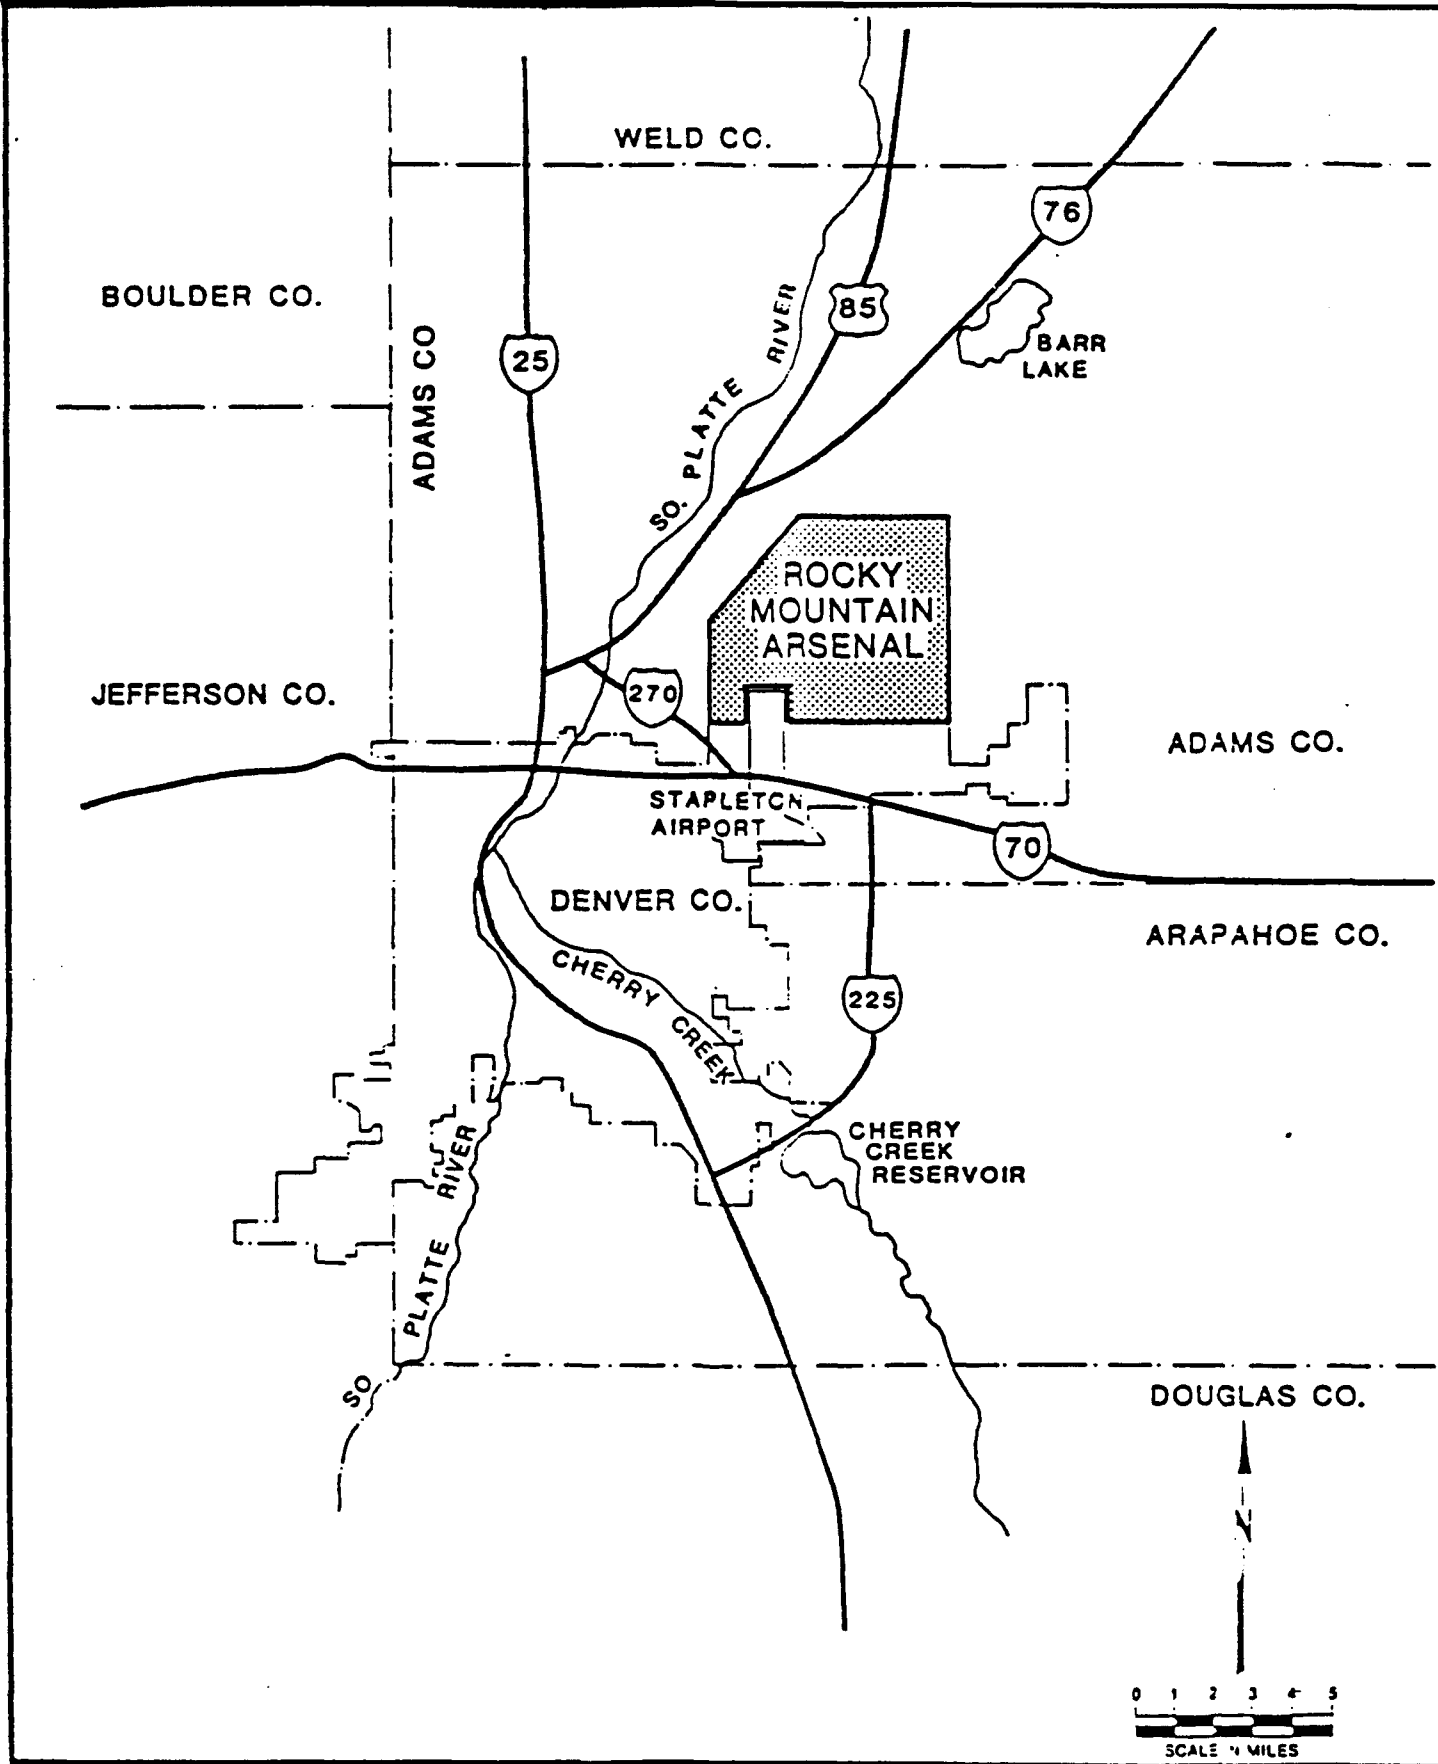 WELD CO.
76
BOULDER CO.
85
SO. PLATTE RIVER
ADAMS CO
25
BARR
LAKE
ROCKY
MOUNTAIN
ARSENAL
JEFFERSON CO.
270
ADAMS CO.
STAPLETON
AIRPORT
70
DENVER CO.
ARAPAHOE CO.
CHERRY CREEK
225
CHERRY
CREEK
RESERVOIR
SO PLATTE RIVER
DOUGLAS CO.
N
0 1 2 3 4 5
SCALE IN MILES